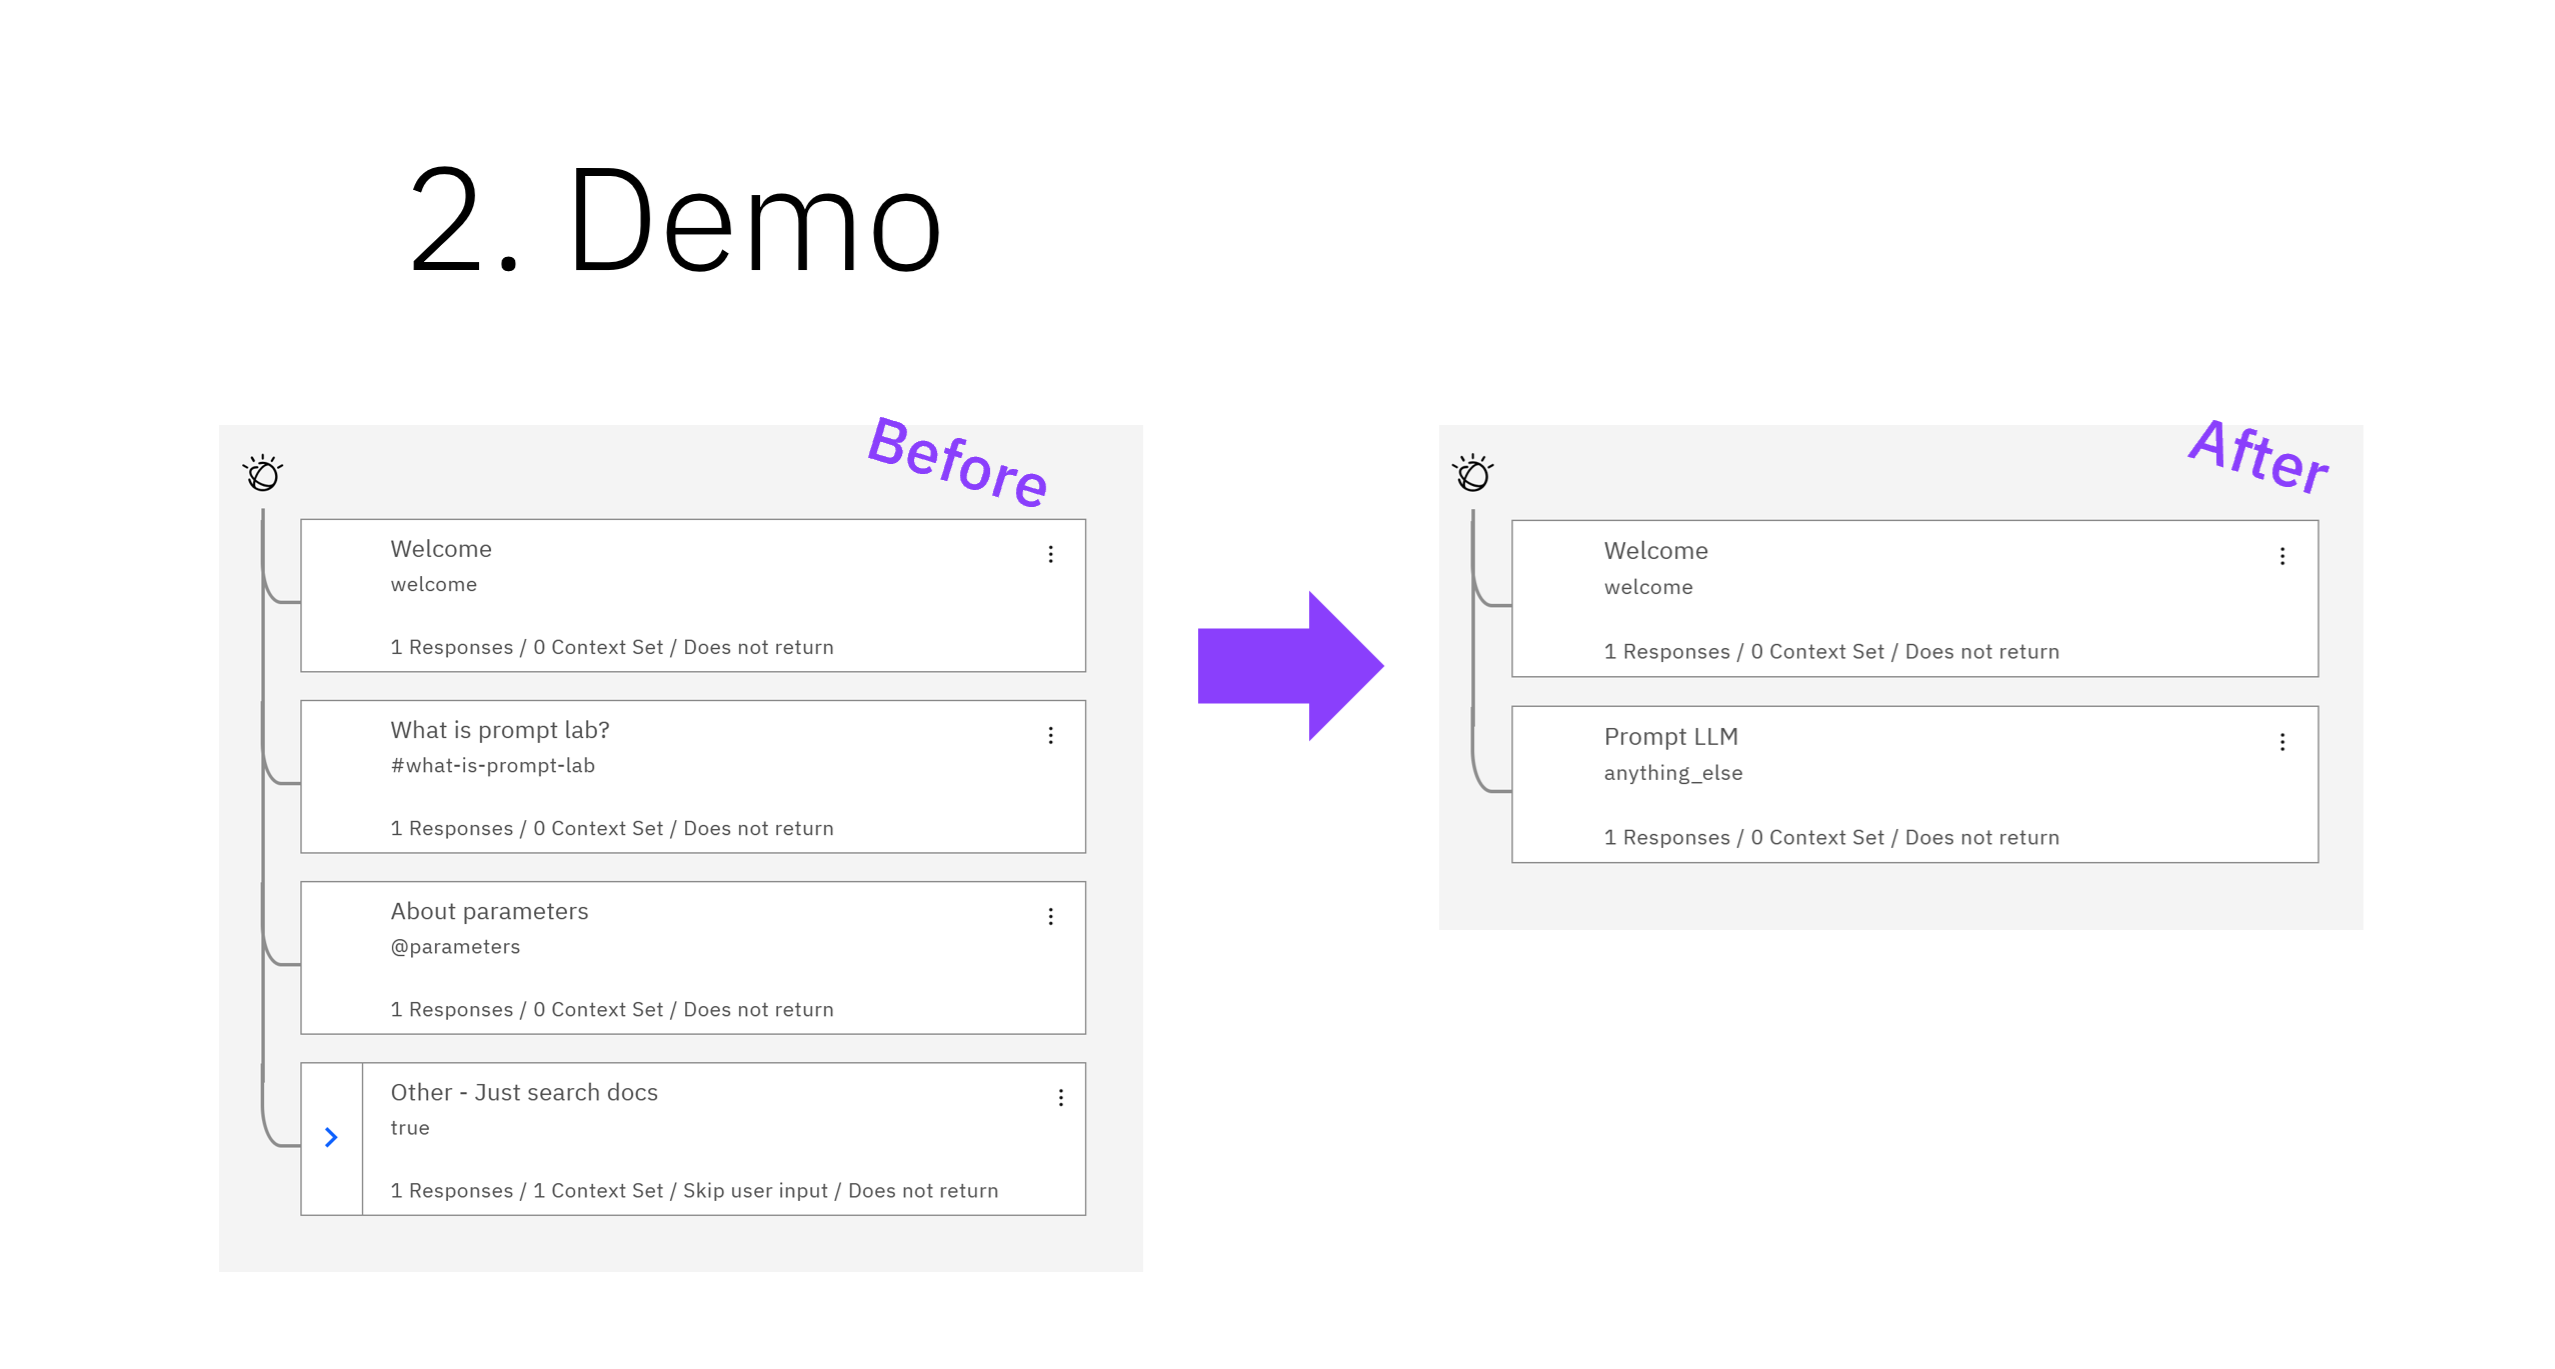 2. Demo
Before
Welcome
welcome
1 Responses / 0 Context Set / Does not return
What is prompt lab?
#what-is-prompt-lab
1 Responses / 0 Context Set / Does not return
About parameters
@parameters
1 Responses / 0 Context Set / Does not return
Other - Just search docs
true
1 Responses / 1 Context Set / Skip user input / Does not return
After
Welcome
welcome
1 Responses / 0 Context Set / Does not return
Prompt LLM
anything_else
1 Responses / 0 Context Set / Does not return